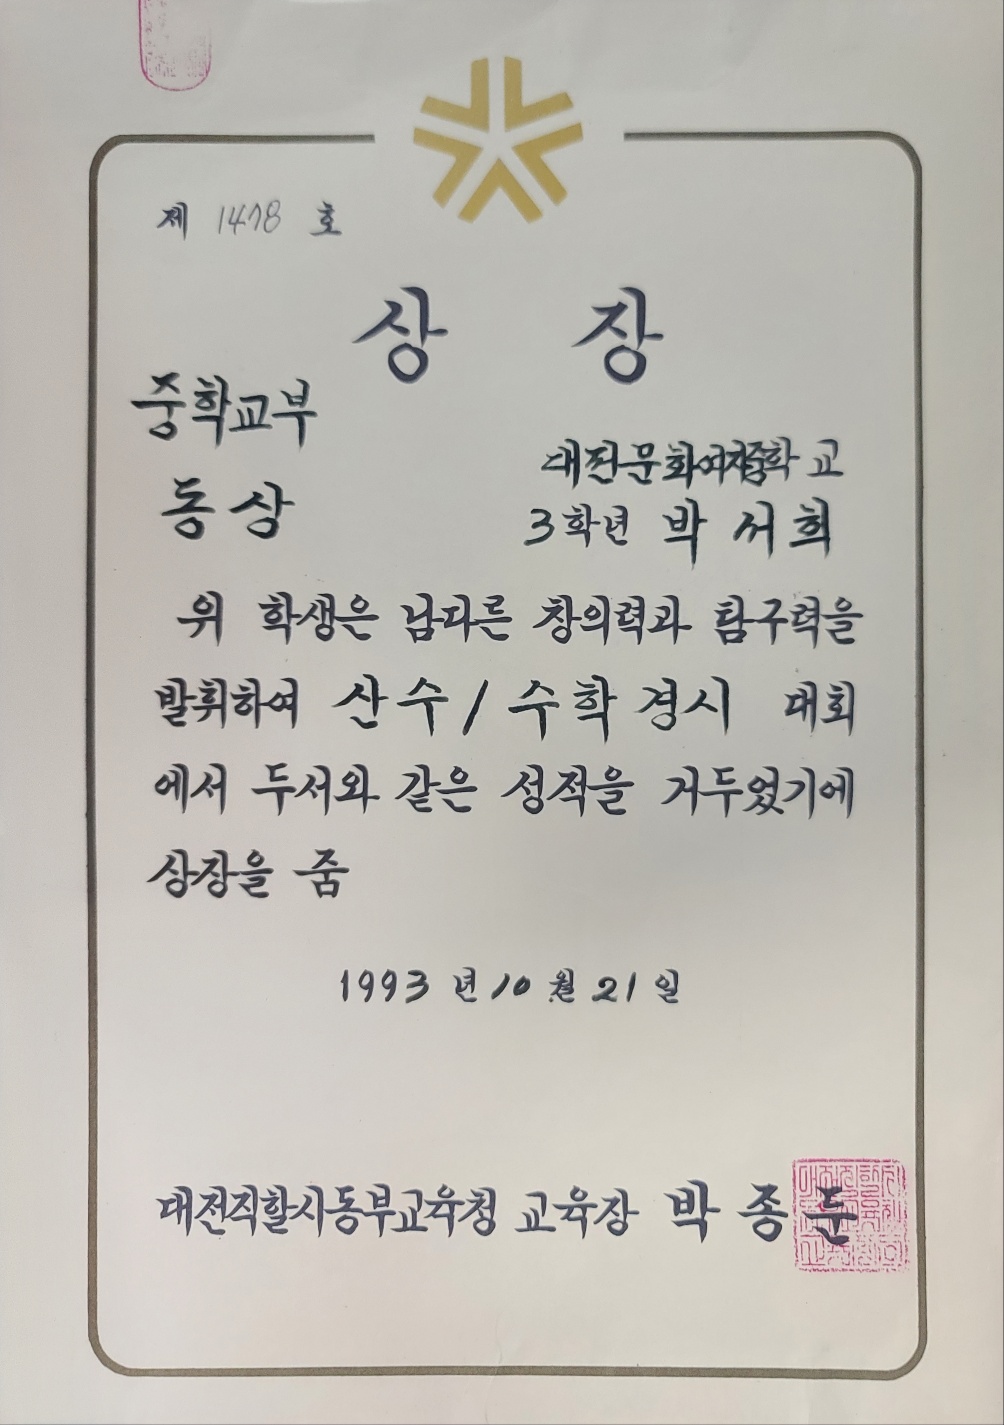 제 1478 호
상 장
중학교부
대전문화여자중학교
동상
3학년 박서희
위 학생은 남다른 창의력과 탐구력을
발휘하여 산수/수학경시 대회
에서 두서와 같은 성적을 거두었기에
상장을 줌
1993 년 10 월 21 일
대전직할시동부교육청 교육장 박종둔